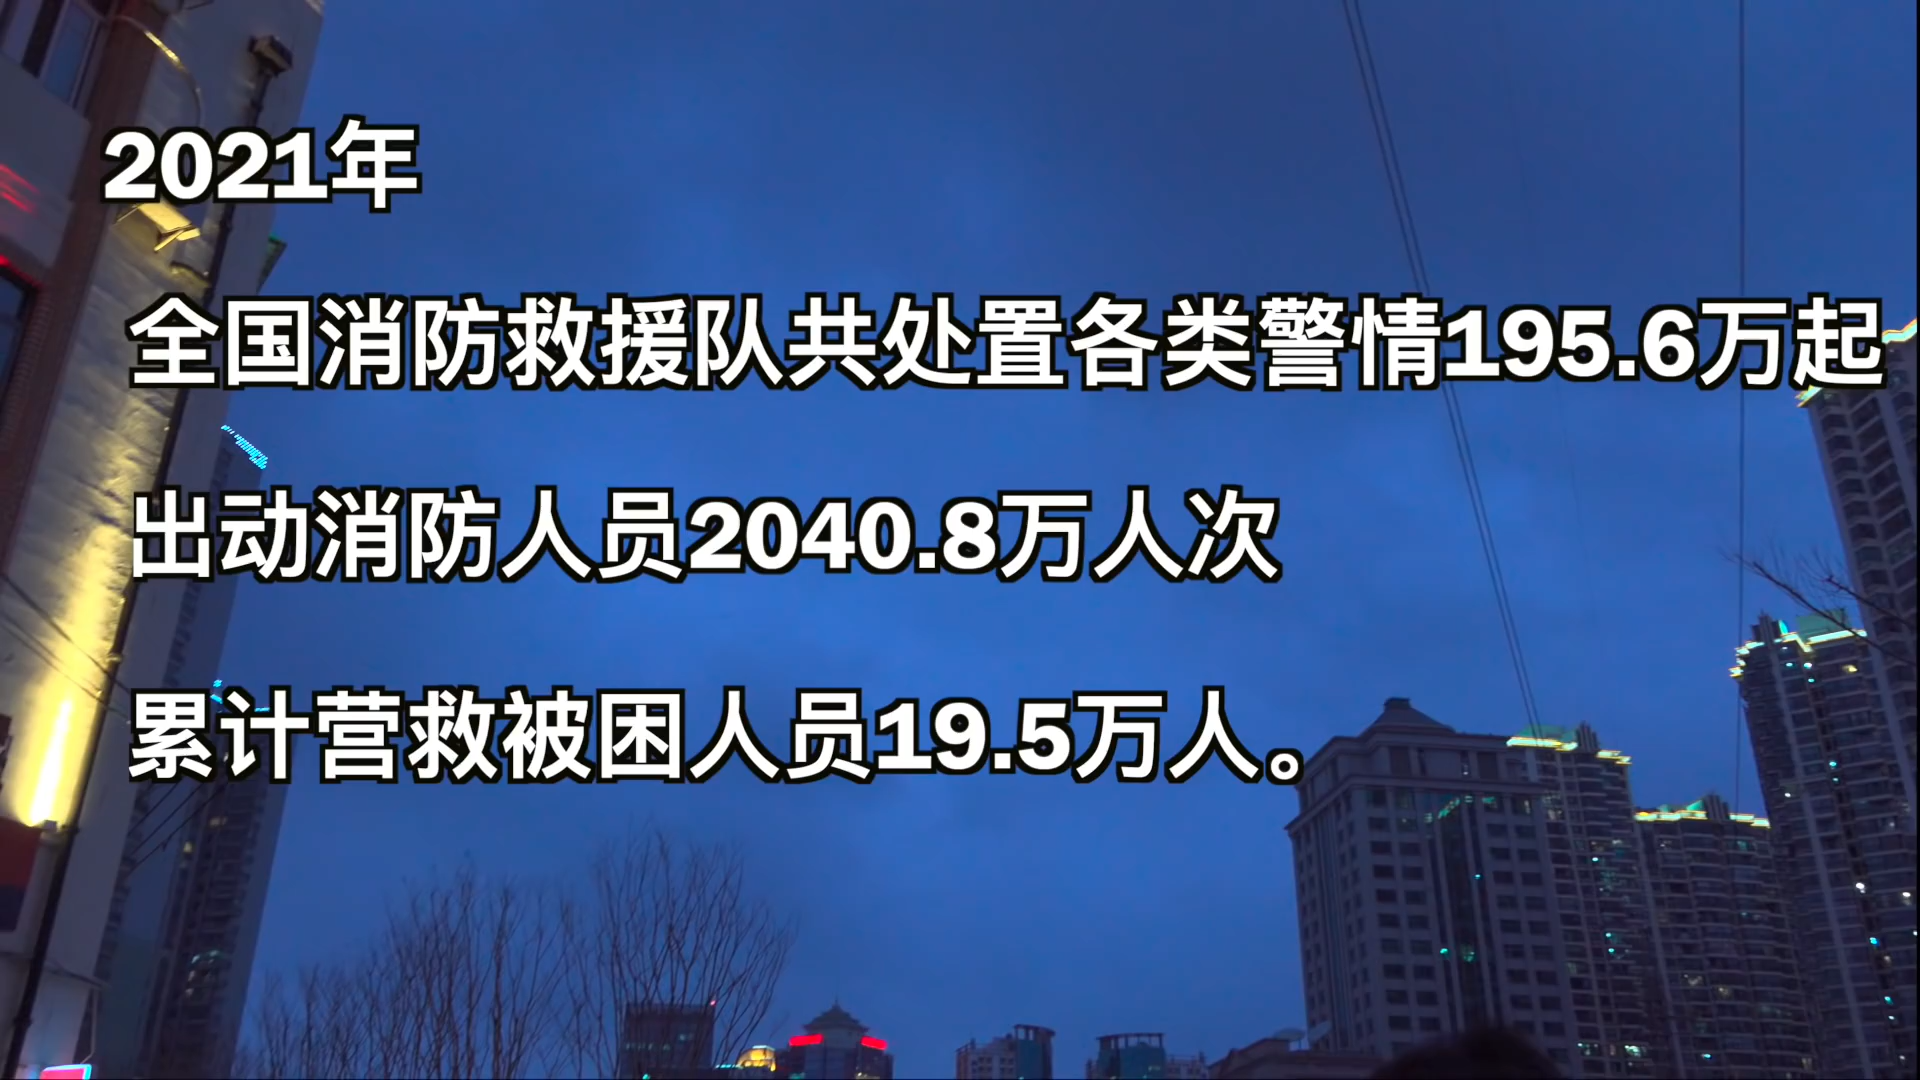 2021年
全国消防救援队共处置各类警情195.6万起
出动消防人员2040.8万人次
累计营救被困人员19.5万人。